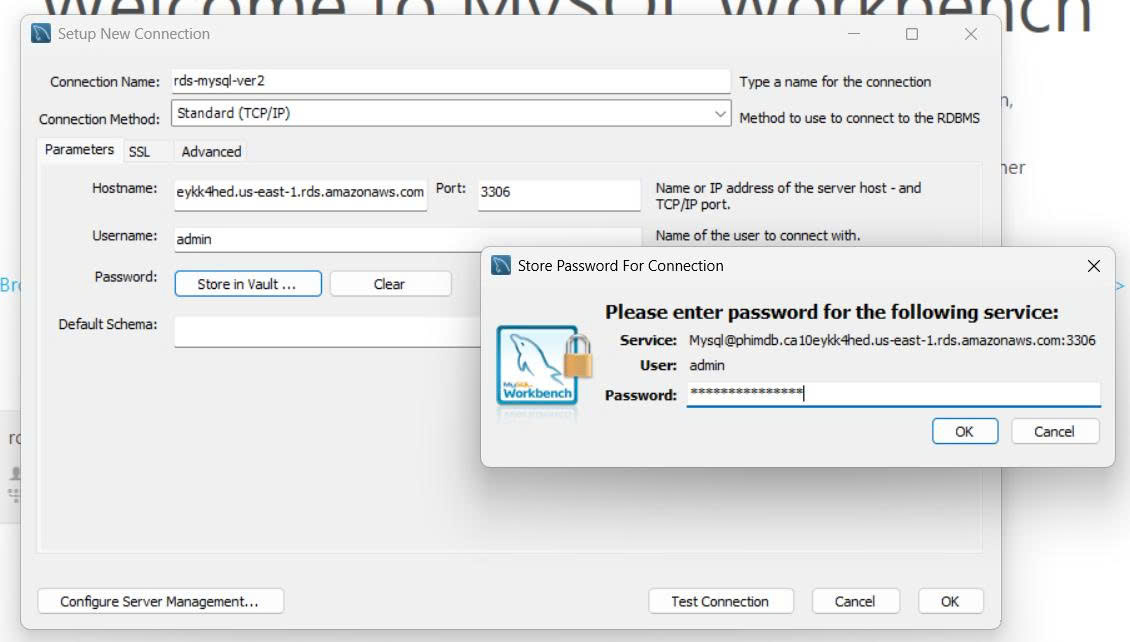 Welcome to MySQL Workbench
Setup New Connection
Connection Name: rds-mysql-ver2 Type a name for the connection
Connection Method: Standard (TCP/IP) Method to use to connect to the RDBMS
Parameters SSL Advanced
Hostname: eykk4hed.us-east-1.rds.amazonaws.com Port: 3306 Name or IP address of the server host - and
TCP/IP port.
Username: admin Name of the user to connect with.
Password: Store in Vault ... Clear
Default Schema:
Store Password For Connection
Please enter password for the following service:
Service: Mysql@phimdb.ca10eykk4hed.us-east-1.rds.amazonaws.com:3306
User: admin
MySQL
Workbench
Password: ***************
OK Cancel
Configure Server Management... Test Connection Cancel OK